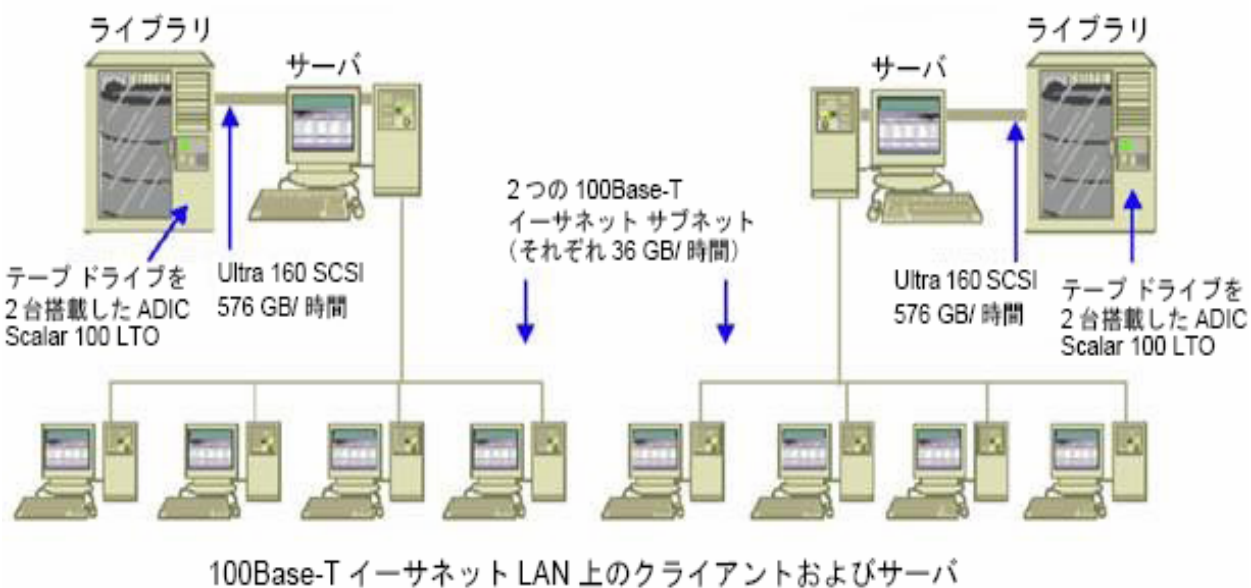 ライブラリ
サーバ
サーバ
ライブラリ
2 つの 100Base-T
イーサネット サブネット
（それぞれ 36 GB/ 時間）
テープ ドライブを
2 台搭載した ADIC
Scalar 100 LTO
Ultra 160 SCSI
576 GB/ 時間
Ultra 160 SCSI
576 GB/ 時間
テープ ドライブを
2 台搭載した ADIC
Scalar 100 LTO
100Base-T イーサネット LAN 上のクライアントおよびサーバ